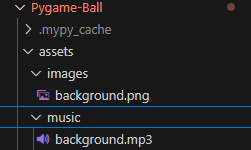 Pygame-Ball
.mypy_cache
assets
images
background.png
music
background.mp3